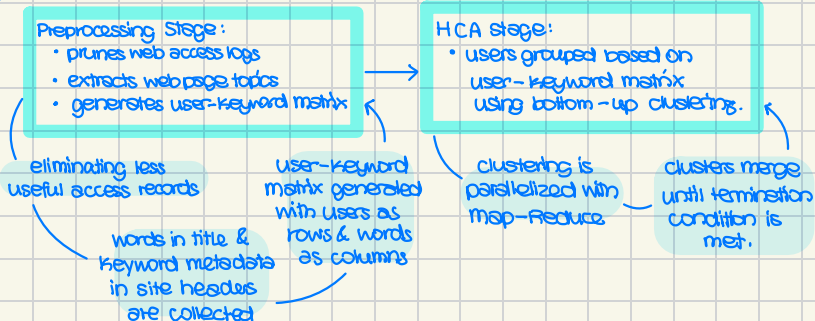 Preprocessing Stage:
• prunes web access logs
• extracts webpage topics
• generates user-keyword matrix
HCA Stage:
• users grouped based on
user-keyword matrix
using bottom-up clustering.
eliminating less
useful access records
words in title &
keyword metadata
in site headers
are collected
user-keyword
matrix generated
with users as
rows & words
as columns
clustering is
parallelized with
map-Reduce
clusters merge
until termination
condition is
met.